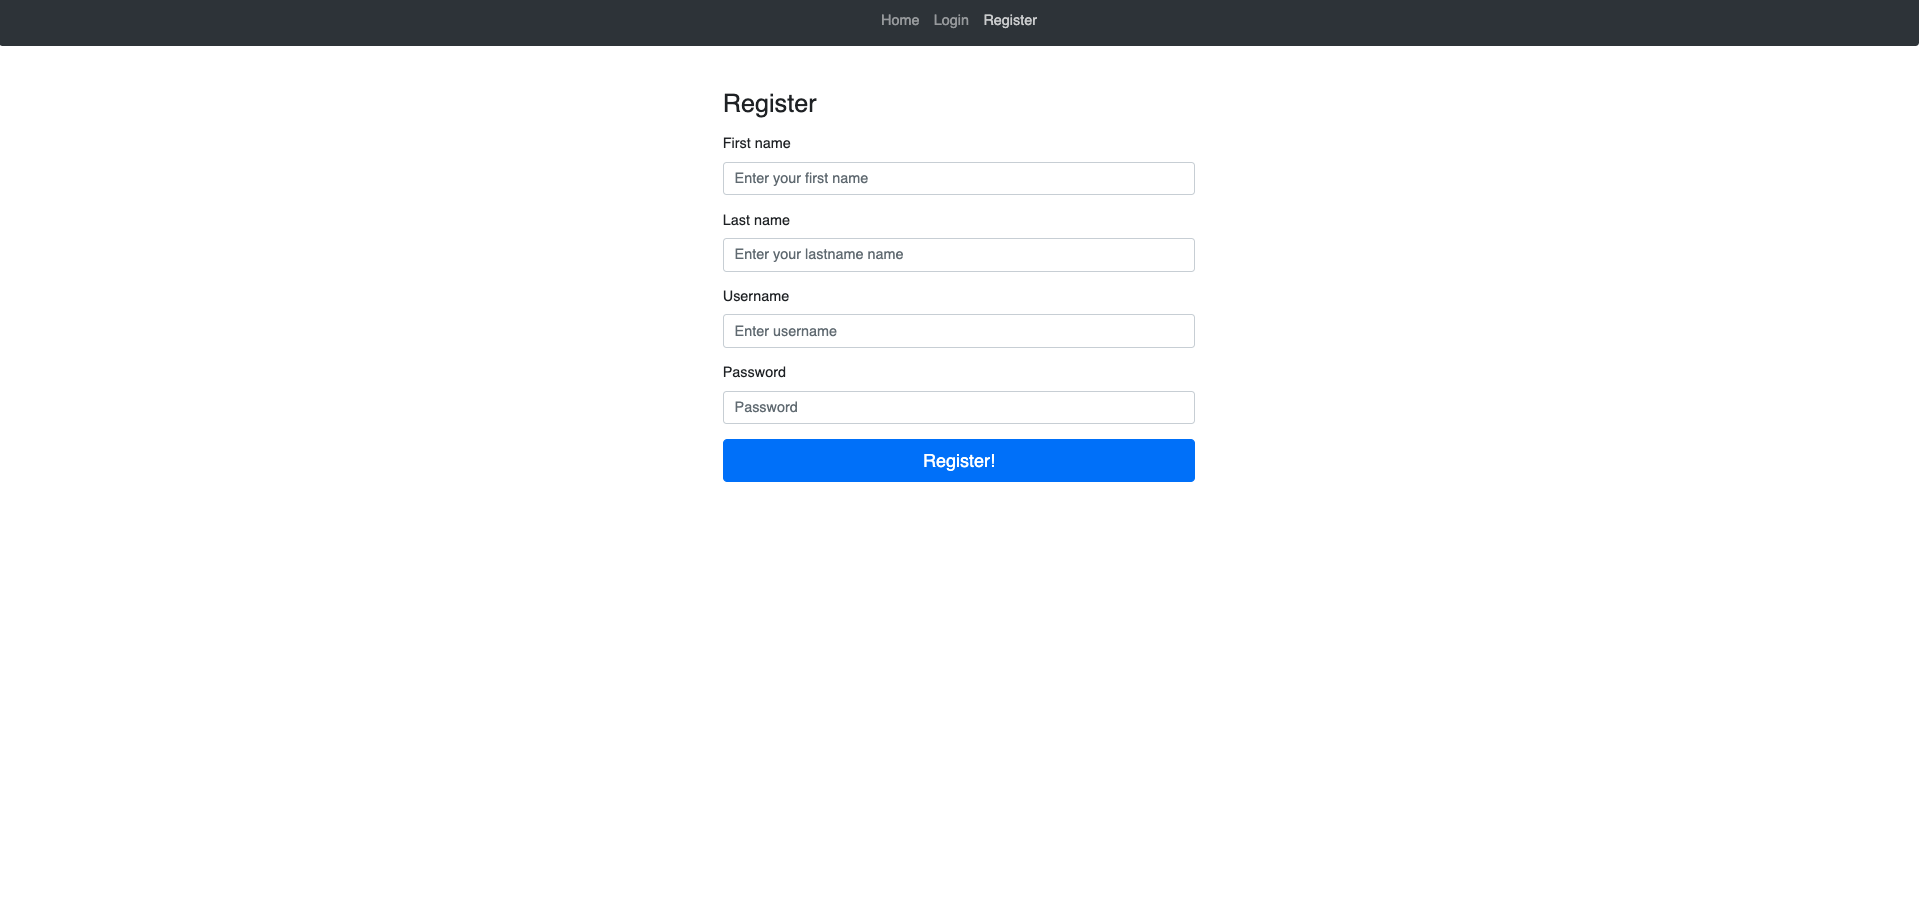 Home Login Register
Register
First name
Enter your first name
Last name
Enter your lastname name
Username
Enter username
Password
Password
Register!